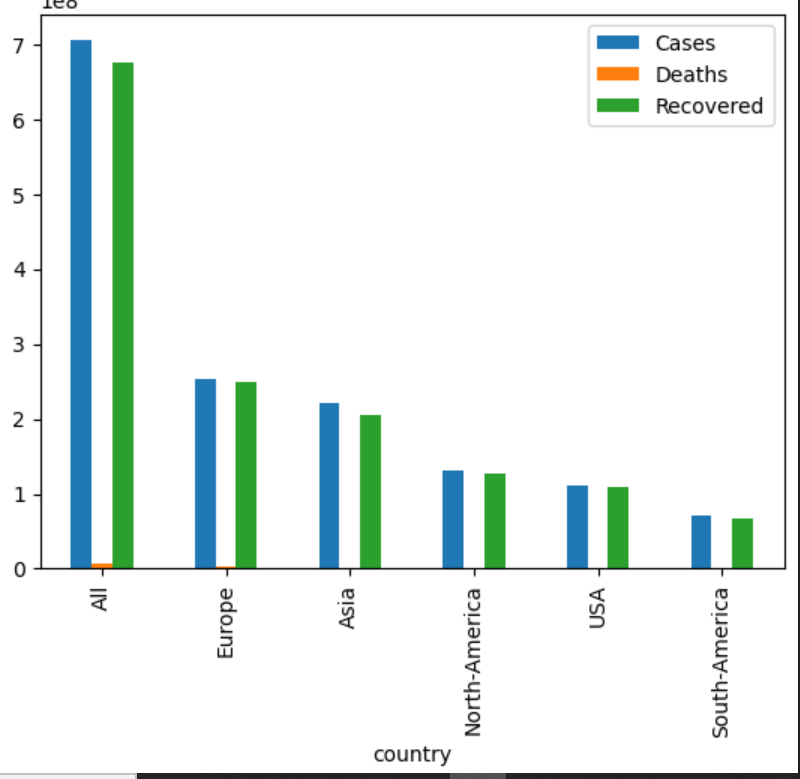 1e8
7
6
5
4
3
2
1
0
Cases
Deaths
Recovered
All
Europe
Asia
North-America
USA
South-America
country